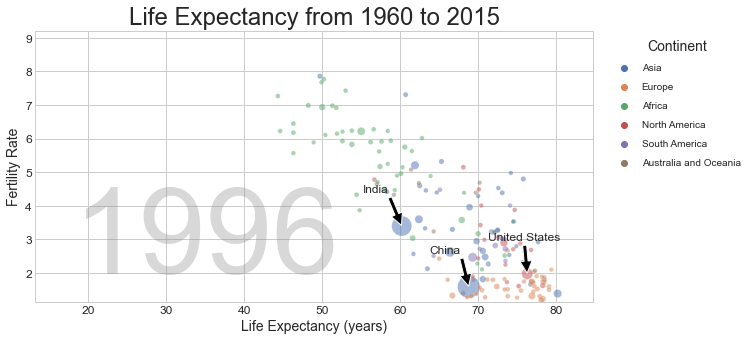 Life Expectancy from 1960 to 2015
Fertility Rate
9
8
7
6
5
4
3
2
1996
India
China
United States
20
30
40
50
60
70
80
Life Expectancy (years)
Continent
Asia
Europe
Africa
North America
South America
Australia and Oceania